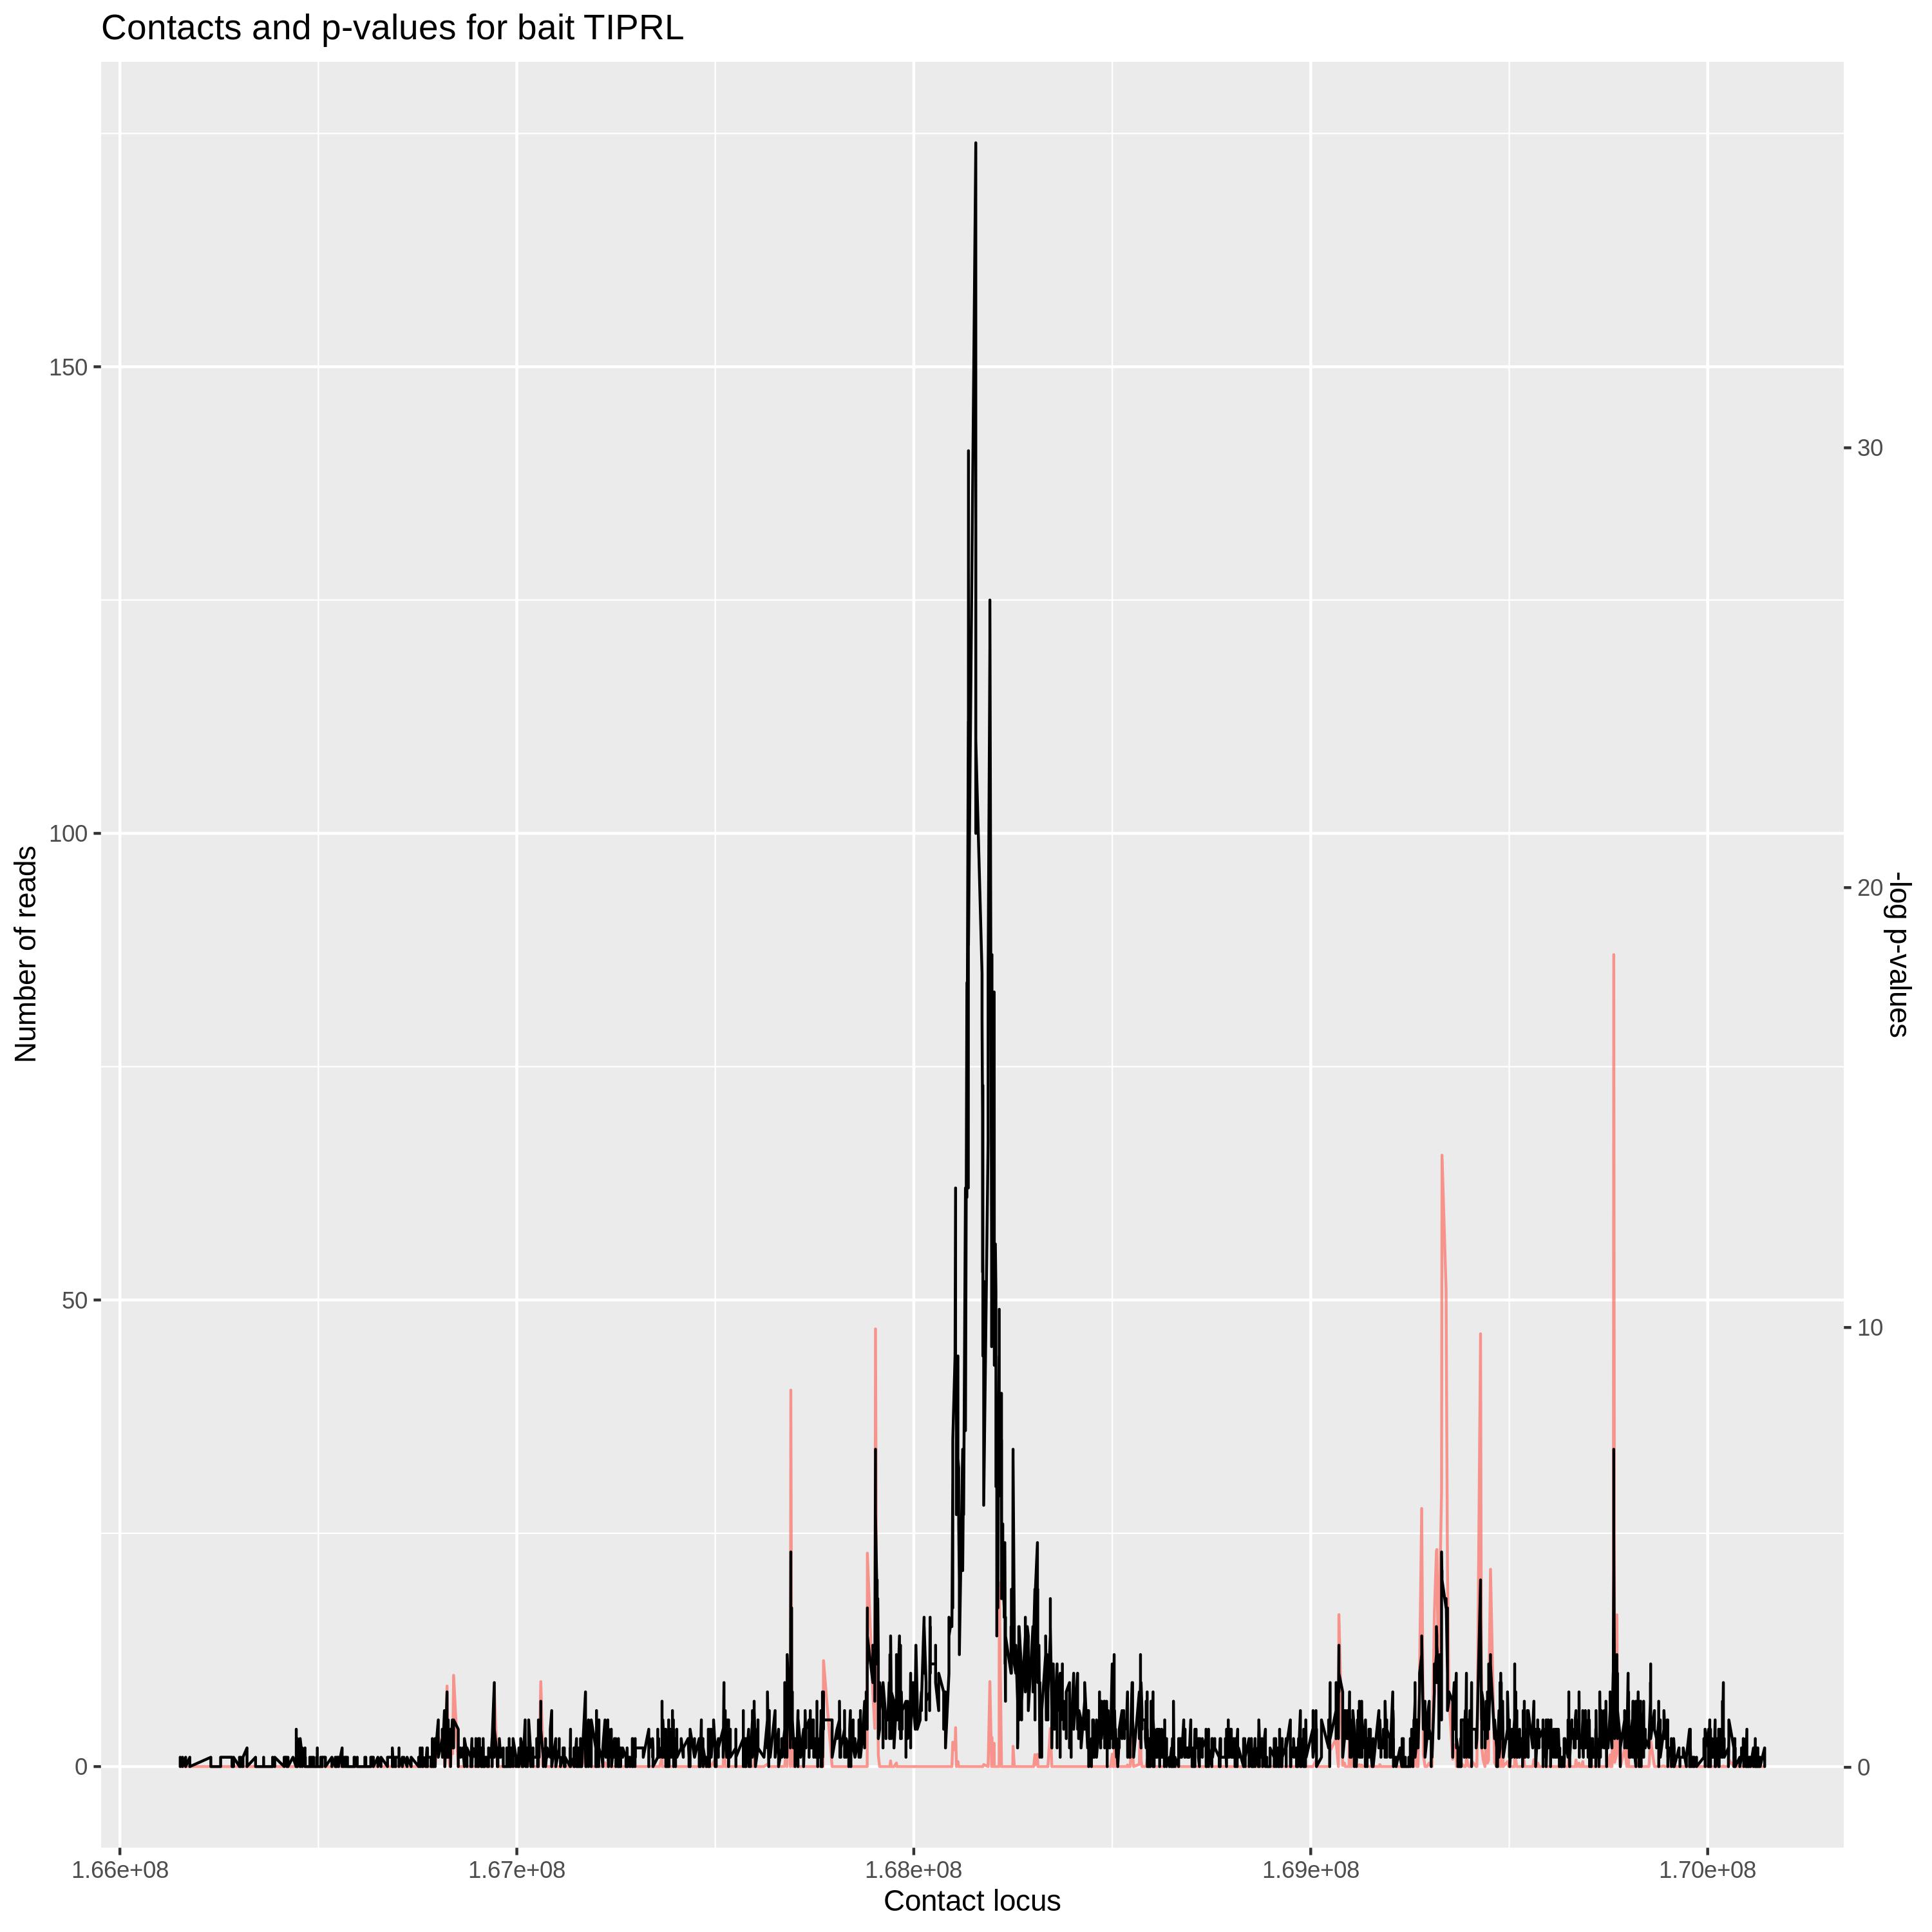 Contacts and p-values for bait TIPRL
150
100
50
0
Number of reads
30
20
10
0
-log p-values
1.66e+08
1.67e+08
1.68e+08
1.69e+08
1.70e+08
Contact locus